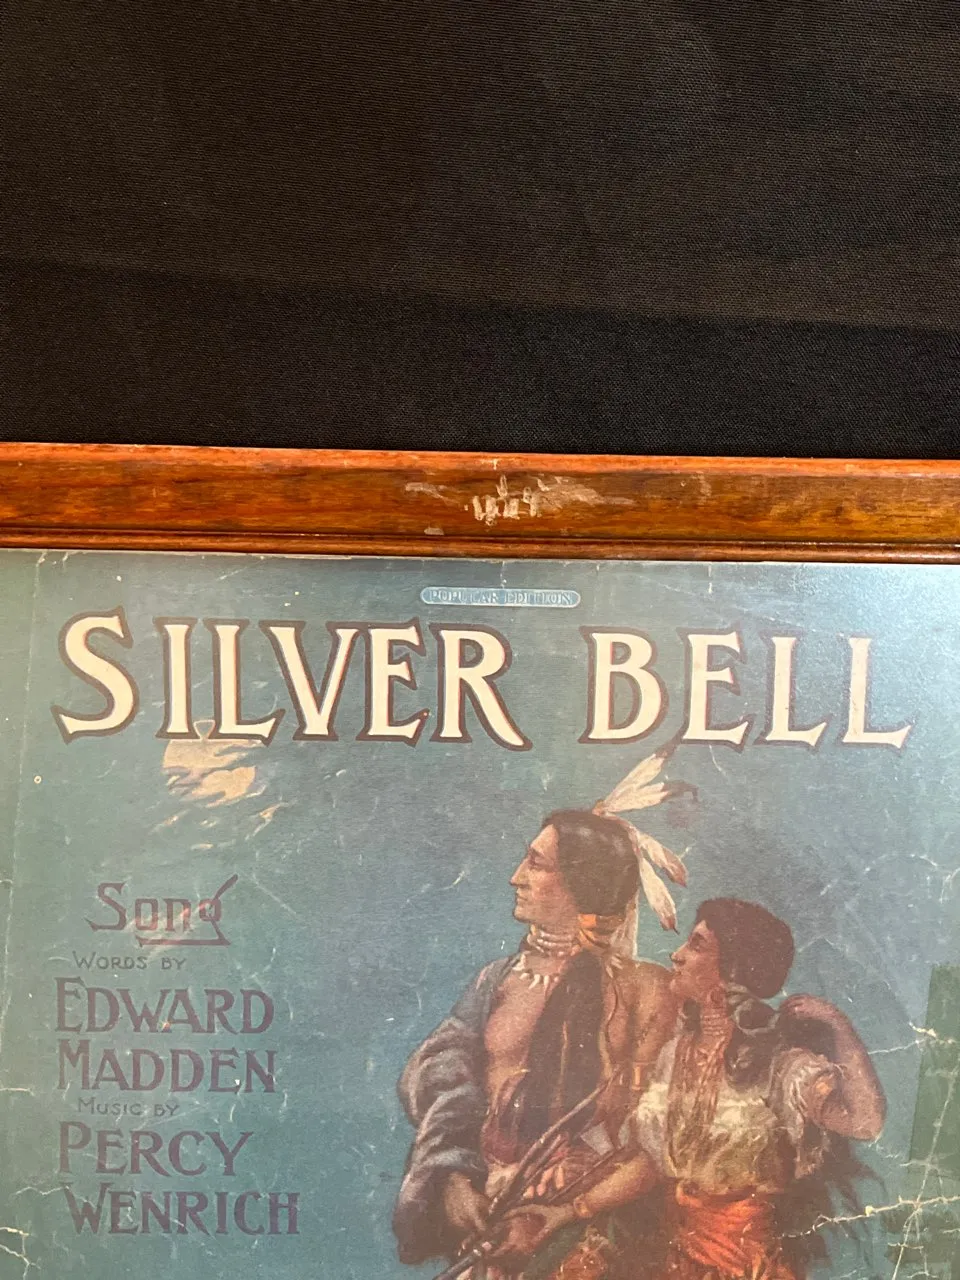 POPULAR EDITION
SILVER BELL
Song
WORDS BY
EDWARD
MADDEN
MUSIC BY
PERCY
WENRICH